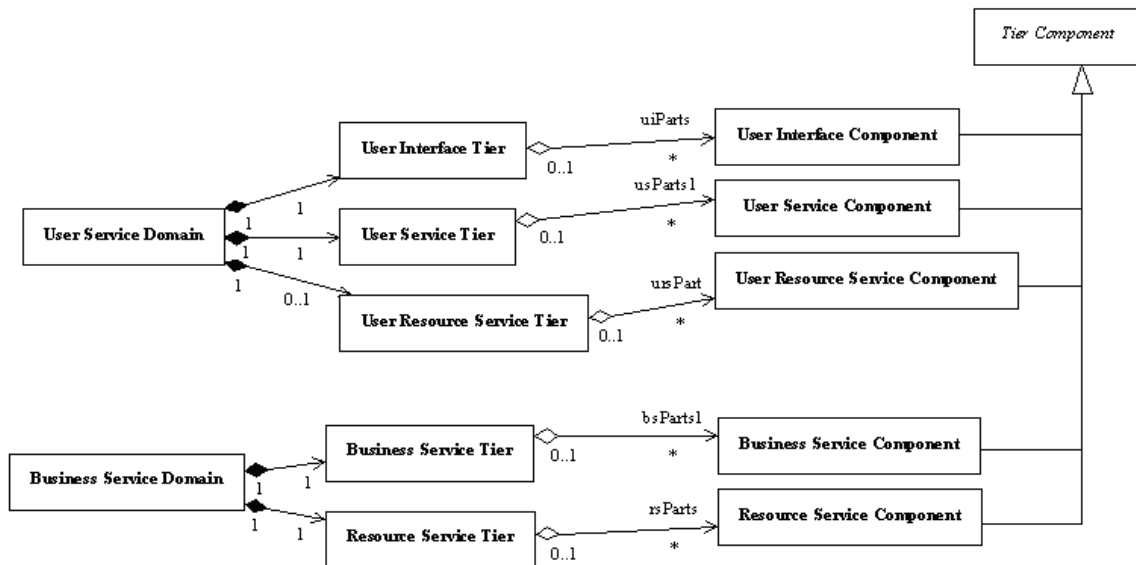 Tier Component
uiParts
User Interface Tier
User Interface Component
0..1
*
1
1
usParts1
User Service Domain
User Service Tier
User Service Component
1
1
0..1
*
1
0..1
ursPart
User Resource Service Component
User Resource Service Tier
0..1
*
bsParts1
Business Service Tier
Business Service Component
0..1
*
Business Service Domain
1
1
rsParts
Resource Service Component
1
1
Resource Service Tier
0..1
*